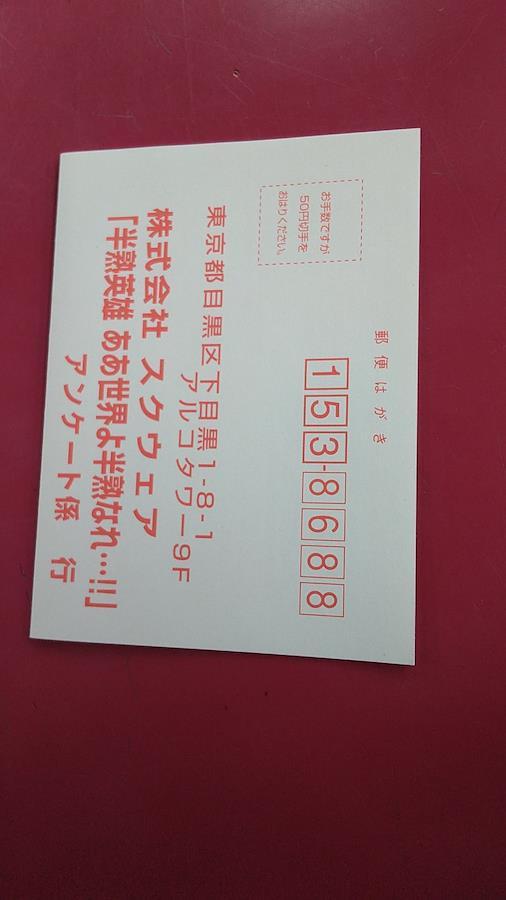 郵便はがき
153-8688
お手数ですが
50円切手を
おはりください。
東京都目黒区下目黒1-8-1
アルコタワー9F
株式会社 スクウェア
「半熟英雄 ああ世界よ半熟なれ…!!」
アンケート係 行